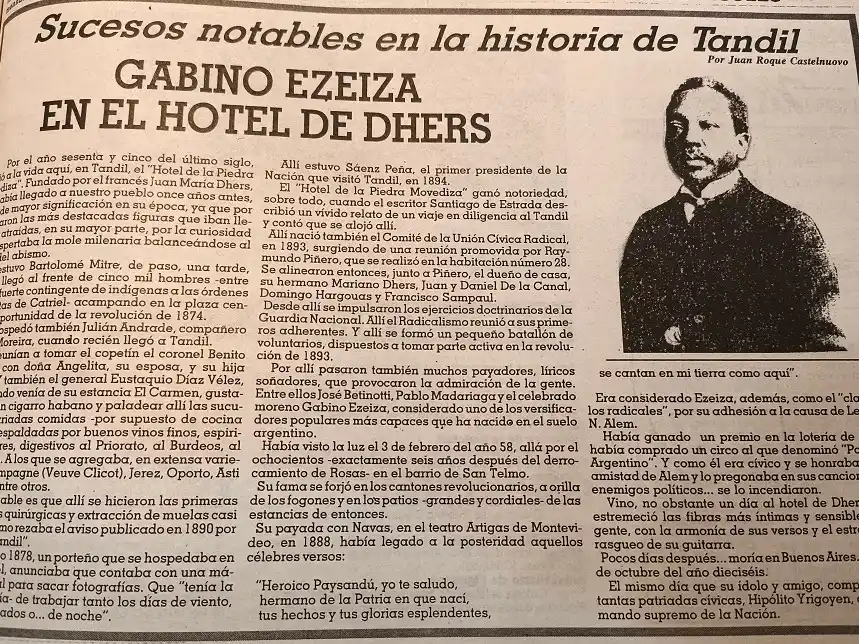 Sucesos notables en la historia de Tandil
Por Juan Roque Castelnuovo
GABINO EZEIZA
EN EL HOTEL DE DHERS
Por el año sesenta y cinco del último siglo,
a la vida aquí, en Tandil, el "Hotel de la Piedra
diza". Fundado por el francés Juan María Dhers,
abía llegado a nuestro pueblo once años antes,
de mayor significación en su época, ya que por
aron las más destacadas figuras que iban lle-
atraídas, en su mayor parte, por la curiosidad
spertaba la mole milenaria balanceándose al
el abismo.
stuvo Bartolomé Mitre, de paso, una tarde,
llegó al frente de cinco mil hombres -entre
fuerte contingente de indígenas a las órdenes
as de Catriel- acampando en la plaza cen-
portunidad de la revolución de 1874.
ospedó también Julián Andrade, compañero
Moreira, cuando recién llegó a Tandil.
unían a tomar el copetín el coronel Benito
con doña Angelita, su esposa, y su hija
también el general Eustaquio Díaz Vélez,
ndo venía de su estancia El Carmen, gusta-
n cigarro habano y paladear allí las sucu-
riadas comidas -por supuesto de cocina
espaldadas por buenos vinos finos, espiri-
res, digestivos al Priorato, al Burdeos, al
. A los que se agregaba, en extensa varie-
mpagne (Veuve Clicot), Jerez, Oporto, Asti
ntre otros.
able es que allí se hicieron las primeras
s quirúrgicas y extracción de muelas casi
mo rezaba el aviso publicado en 1890 por
ndil".
o 1878, un porteño que se hospedaba en
l, anunciaba que contaba con una má-
l para sacar fotografías. Que "tenía la
ía- de trabajar tanto los días de viento,
ados o... de noche".
Allí estuvo Sáenz Peña, el primer presidente de la
Nación que visitó Tandil, en 1894.
El "Hotel de la Piedra Movediza" ganó notoriedad,
sobre todo, cuando el escritor Santiago de Estrada des-
cribió un vívido relato de un viaje en diligencia al Tandil
y contó que se alojó allí.
Allí nació también el Comité de la Unión Cívica Radical,
en 1893, surgiendo de una reunión promovida por Ray-
mundo Piñero, que se realizó en la habitación número 28.
Se alinearon entonces, junto a Piñero, el dueño de casa,
su hermano Mariano Dhers, Juan y Daniel De la Canal,
Domingo Hargouas y Francisco Sampaul.
Desde allí se impulsaron los ejercicios doctrinarios de la
Guardia Nacional. Allí el Radicalismo reunió a sus prime-
ros adherentes. Y allí se formó un pequeño batallón de
voluntarios, dispuestos a tomar parte activa en la revolu-
ción de 1893.
Por allí pasaron también muchos payadores, líricos
soñadores, que provocaron la admiración de la gente.
Entre ellos José Betinotti, Pablo Madariaga y el celebrado
moreno Gabino Ezeiza, considerado uno de los versifica-
dores populares más capaces que ha nacido en el suelo
argentino.
Había visto la luz el 3 de febrero del año 58, allá por el
ochocientos -exactamente seis años después del derro-
camiento de Rosas- en el barrio de San Telmo.
Su fama se forjó en los cantones revolucionarios, a orilla
de los fogones y en los patios -grandes y cordiales- de las
estancias de entonces.
Su payada con Navas, en el teatro Artigas de Montevi-
deo, en 1888, había legado a la posteridad aquellos
célebres versos:
"Heroico Paysandú, yo te saludo,
hermano de la Patria en que nací,
tus hechos y tus glorias esplendentes,
se cantan en mi tierra como aquí".
Era considerado Ezeiza, además, como el "cla
los radicales", por su adhesión a la causa de Le
N. Alem.
Había ganado un premio en la lotería de
había comprado un circo al que denominó "Pa
Argentino". Y como él era cívico y se honraba
amistad de Alem y lo pregonaba en sus cancion
enemigos políticos... se lo incendiaron.
Vino, no obstante un día al hotel de Dher
estremeció las fibras más íntimas y sensible
gente, con la armonía de sus versos y el estre
rasgueo de su guitarra.
Pocos días después... moría en Buenos Aires.
de octubre del año dieciséis.
El mismo día que su ídolo y amigo, comp
tantas patriadas cívicas, Hipólito Yrigoyen,
mando supremo de la Nación.